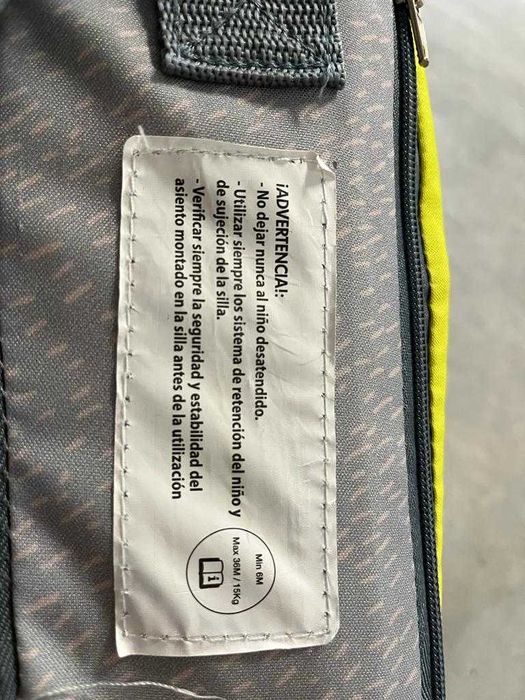 ¡ADVERTENCIA!:
- No dejar nunca al niño desatendido.
- Utilizar siempre los sistema de retención del niño y
de sujeción de la silla.
- Verificar siempre la seguridad y estabilidad del
asiento montado en la silla antes de la utilización
Min 6M
Max 36M / 15Kg